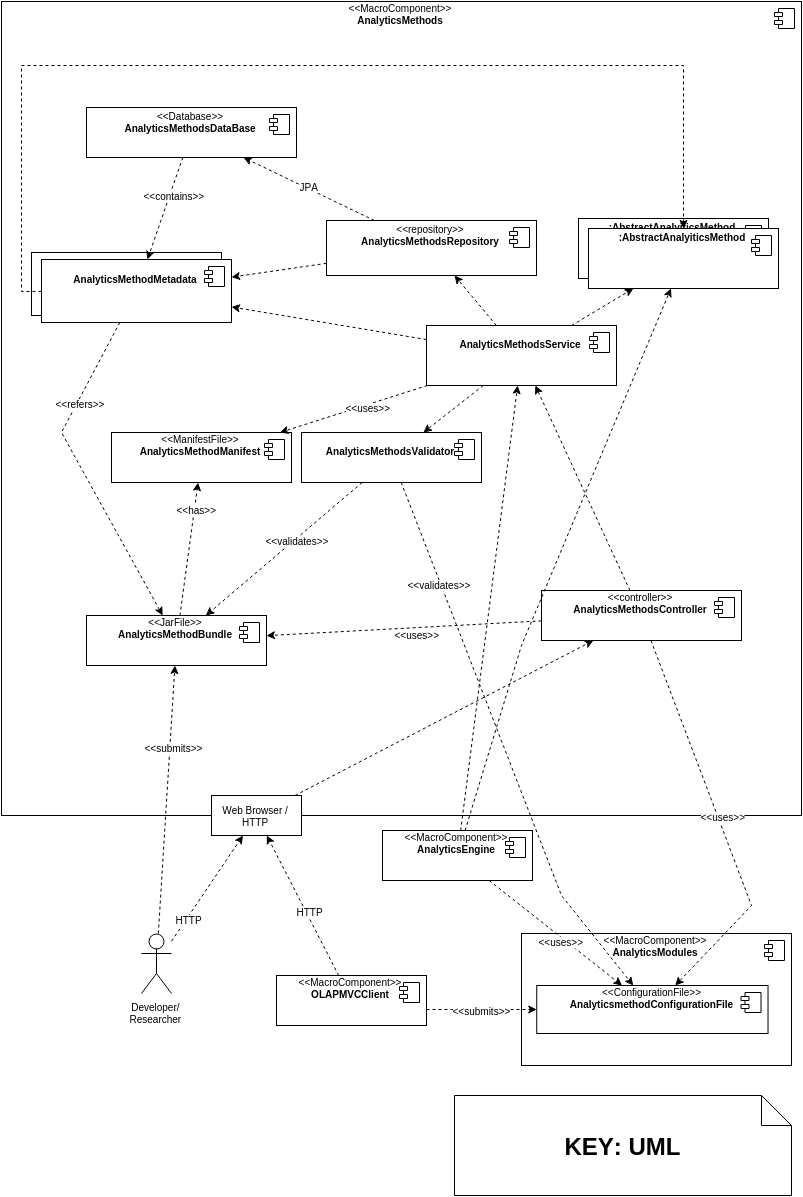 <<MacroComponent>>
AnalyticsMethods
<<Database>>
AnalyticsMethodsDataBase
<<contains>>
JPA
<<repository>>
AnalyticsMethodsRepository
:AbstractAnalyiticMethod
:AbstractAnalyiticMethod
AnalyticsMethodMetadata
AnalyticsMethodsService
<<refers>>
<<uses>>
<<ManifestFile>>
AnalyticsMethodManifest
AnalyticsMethodsValidator
<<has>>
<<validates>>
<<validates>>
<<controller>>
AnalyticsMethodsController
<<JarFile>>
AnalyticsMethodBundle
<<uses>>
<<submits>>
Web Browser /
HTTP
<<uses>>
<<MacroComponent>>
AnalyticsEngine
HTTP
HTTP
<<uses>>
<<MacroComponent>>
AnalyticsModules
<<MacroComponent>>
OLAPMVCClient
<<submits>>
<<ConfigurationFile>>
AnalyticsmethodConfigurationFile
Developer/
Researcher
KEY: UML